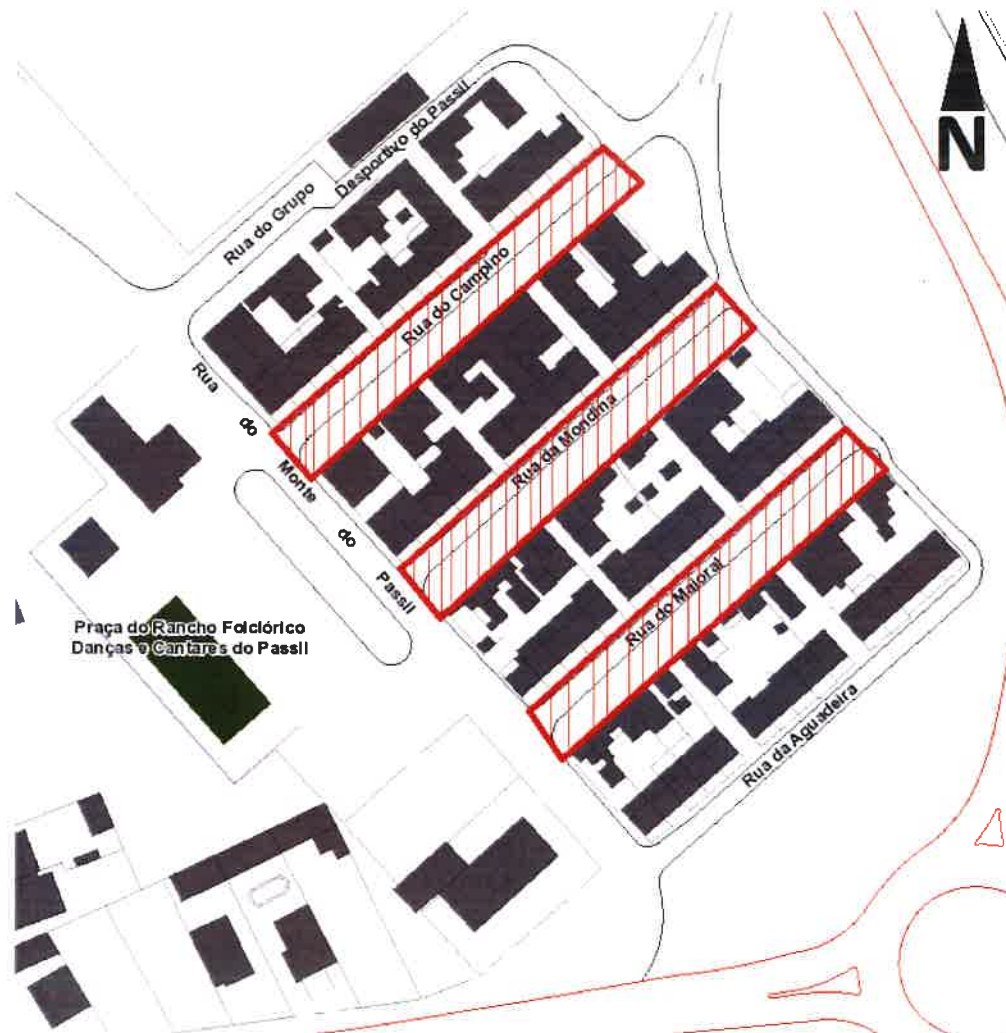 N
Rua do Grupo Desportivo do Passil
Rua do Campino
Rua do Monte do Passil
Rua da Mondina
Rua do Maioral
Praça do Rancho Folclórico
Danças e Cantares do Passil
Rua da Aguadeira